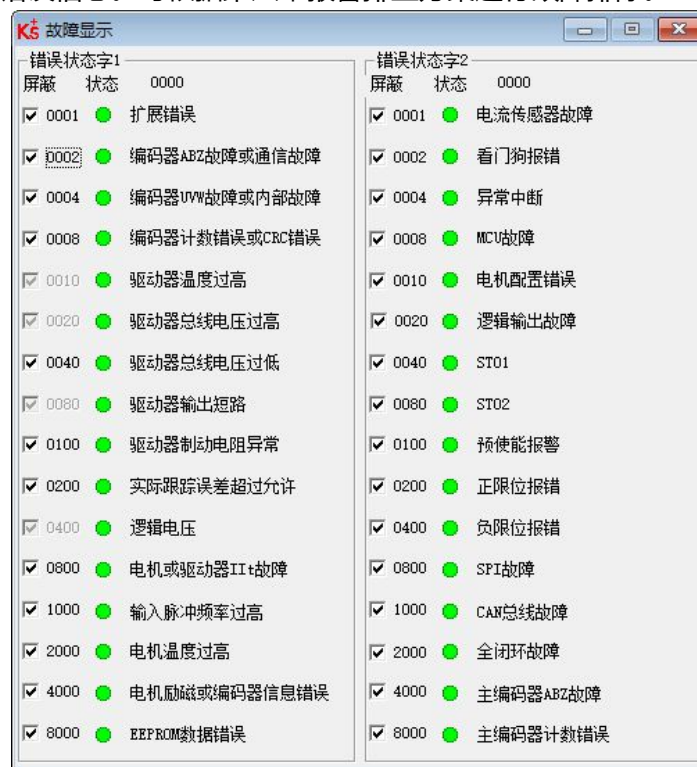 K5 故障显示
错误状态字1
屏蔽 状态 0000
0001 扩展错误
0002 编码器ABZ故障或通信故障
0004 编码器UVW故障或内部故障
0008 编码器计数错误或CRC错误
0010 驱动器温度过高
0020 驱动器总线电压过高
0040 驱动器总线电压过低
0080 驱动器输出短路
0100 驱动器制动电阻异常
0200 实际跟踪误差超过允许
0400 逻辑电压
0800 电机或驱动器IIt故障
1000 输入脉冲频率过高
2000 电机温度过高
4000 电机励磁或编码器信息错误
8000 EEPROM数据错误
错误状态字2
屏蔽 状态 0000
0001 电流传感器故障
0002 看门狗报错
0004 异常中断
0008 MCU故障
0010 电机配置错误
0020 逻辑输出故障
0040 STO1
0080 STO2
0100 预使能报警
0200 正限位报错
0400 负限位报错
0800 SPI故障
1000 CAN总线故障
2000 全闭环故障
4000 主编码器ABZ故障
8000 主编码器计数错误